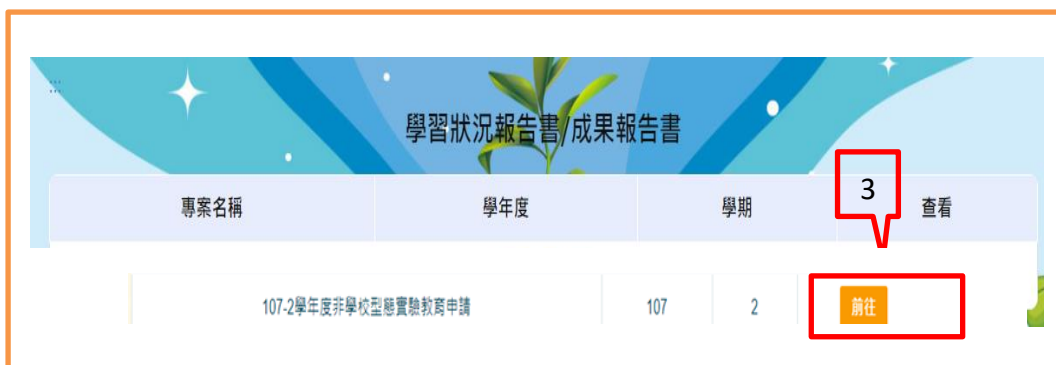 學習狀況報告書/成果報告書
3
專案名稱 學年度 學期 查看
107-2學年度非學校型態實驗教育申請 107 2 前往